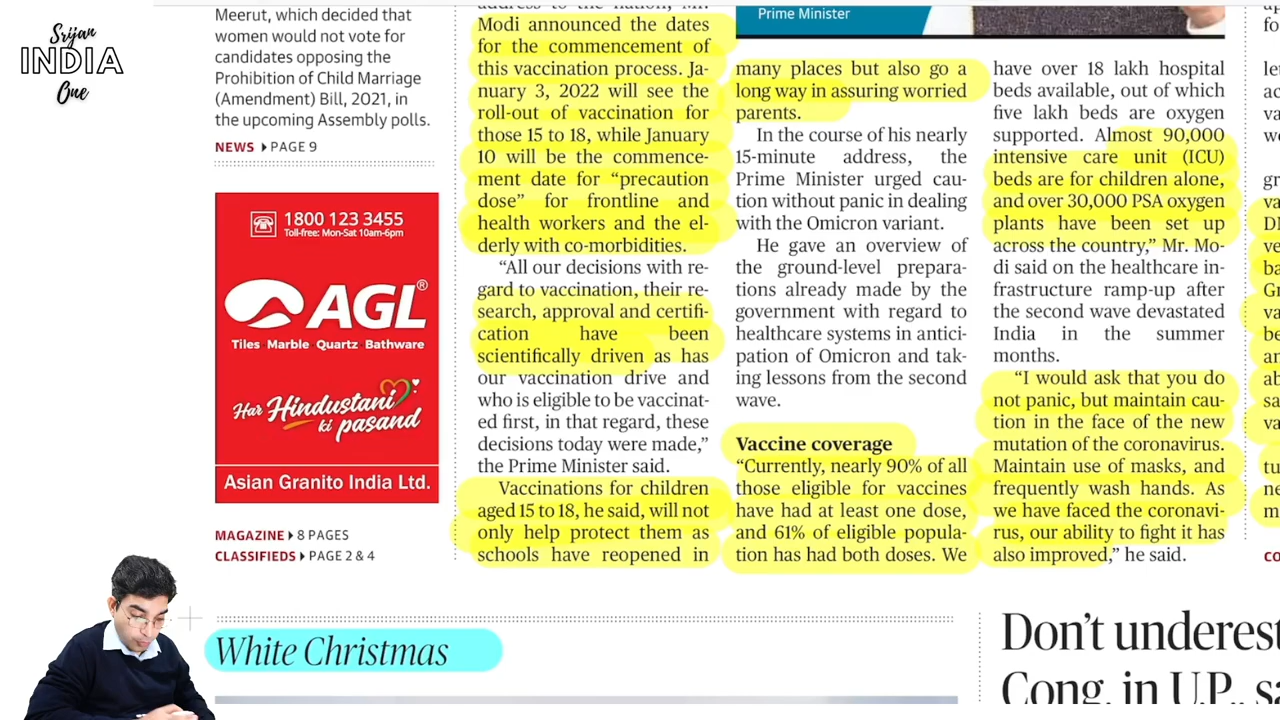 Srijan
INDIA
One
Meerut, which decided that
women would not vote for
candidates opposing the
Prohibition of Child Marriage
(Amendment) Bill, 2021, in
the upcoming Assembly polls.
NEWS PAGE 9
1800 123 3455
Toll-free: Mon-Sat 10am-6pm
AGL®
Tiles Marble Quartz Bathware
Har Hindustani
ki pasand
Asian Granito India Ltd.
MAGAZINE 8 PAGES
CLASSIFIEDS PAGE 2 & 4
address to the nation, Mr.
Modi announced the dates
for the commencement of
this vaccination process. Ja-
nuary 3, 2022 will see the
roll-out of vaccination for
those 15 to 18, while January
10 will be the commence-
ment date for “precaution
dose” for frontline and
health workers and the el-
derly with co-morbidities.
“All our decisions with re-
gard to vaccination, their re-
search, approval and certifi-
cation have been
scientifically driven as has
our vaccination drive and
who is eligible to be vaccinat-
ed first, in that regard, these
decisions today were made,”
the Prime Minister said.
Vaccinations for children
aged 15 to 18, he said, will not
only help protect them as
schools have reopened in
Prime Minister
many places but also go a
long way in assuring worried
parents.
In the course of his nearly
15-minute address, the
Prime Minister urged cau-
tion without panic in dealing
with the Omicron variant.
He gave an overview of
the ground-level prepara-
tions already made by the
government with regard to
healthcare systems in antici-
pation of Omicron and tak-
ing lessons from the second
wave.
Vaccine coverage
“Currently, nearly 90% of all
those eligible for vaccines
have had at least one dose,
and 61% of eligible popula-
tion has had both doses. We
have over 18 lakh hospital
beds available, out of which
five lakh beds are oxygen
supported. Almost 90,000
intensive care unit (ICU)
beds are for children alone,
and over 30,000 PSA oxygen
plants have been set up
across the country,” Mr. Mo-
di said on the healthcare in-
frastructure ramp-up after
the second wave devastated
India in the summer
months.
“I would ask that you do
not panic, but maintain cau-
tion in the face of the new
mutation of the coronavirus.
Maintain use of masks, and
frequently wash hands. As
we have faced the coronavi-
rus, our ability to fight it has
also improved,” he said.
White Christmas
Don’t underest
Cong. in U.P., sa